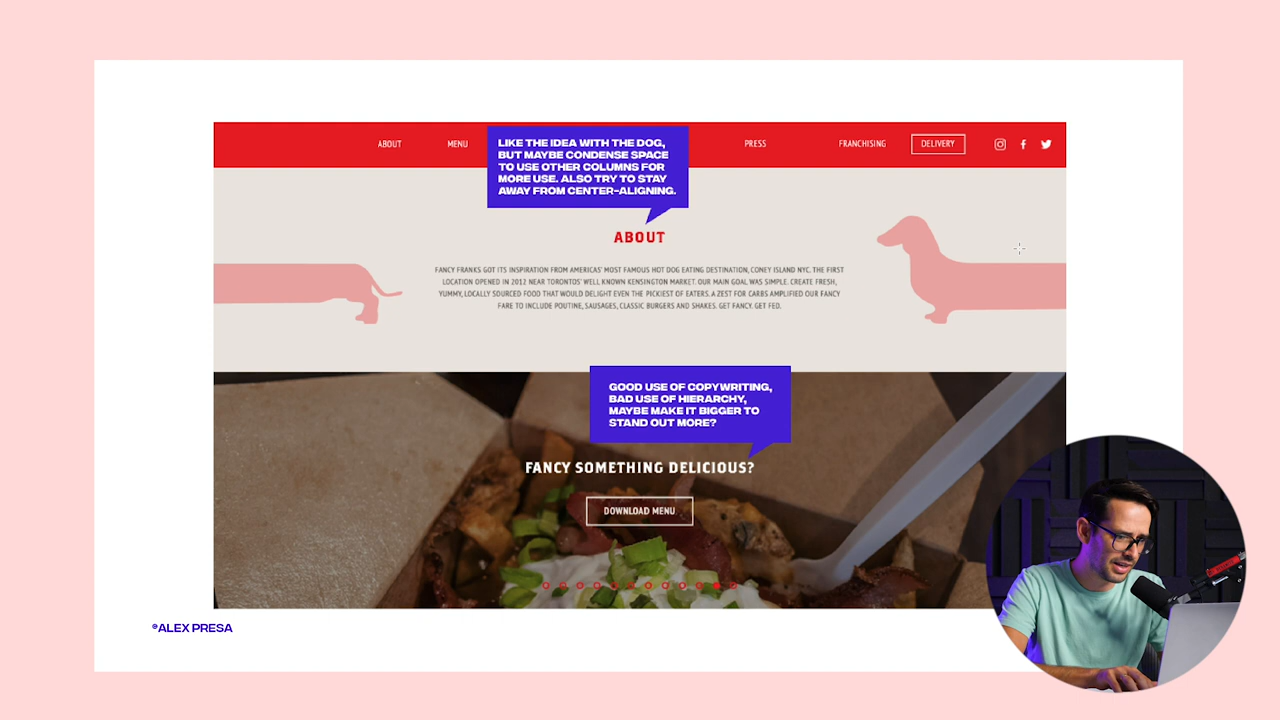 ABOUT
MENU
PRESS
FRANCHISING
DELIVERY
LIKE THE IDEA WITH THE DOG,
BUT MAYBE CONDENSE SPACE
TO USE OTHER COLUMNS FOR
MORE USE. ALSO TRY TO STAY
AWAY FROM CENTER-ALIGNING.
ABOUT
FANCY FRANKS GOT ITS INSPIRATION FROM AMERICAS' MOST FAMOUS HOT DOG EATING DESTINATION, CONEY ISLAND NYC. THE FIRST
LOCATION OPENED IN 2012 NEAR TORONTOS' WELL KNOWN KENSINGTON MARKET. OUR MAIN GOAL WAS SIMPLE. CREATE FRESH,
YUMMY, LOCALLY SOURCED FOOD THAT WOULD DELIGHT EVEN THE PICKIEST OF EATERS. A ZEST FOR CARBS AMPLIFIED OUR FANCY
FARE TO INCLUDE POUTINE, SAUSAGES, CLASSIC BURGERS AND SHAKES. GET FANCY. GET FED.
GOOD USE OF COPYWRITING,
BAD USE OF HIERARCHY,
MAYBE MAKE IT BIGGER TO
STAND OUT MORE?
FANCY SOMETHING DELICIOUS?
DOWNLOAD MENU
@ALEX PRESA